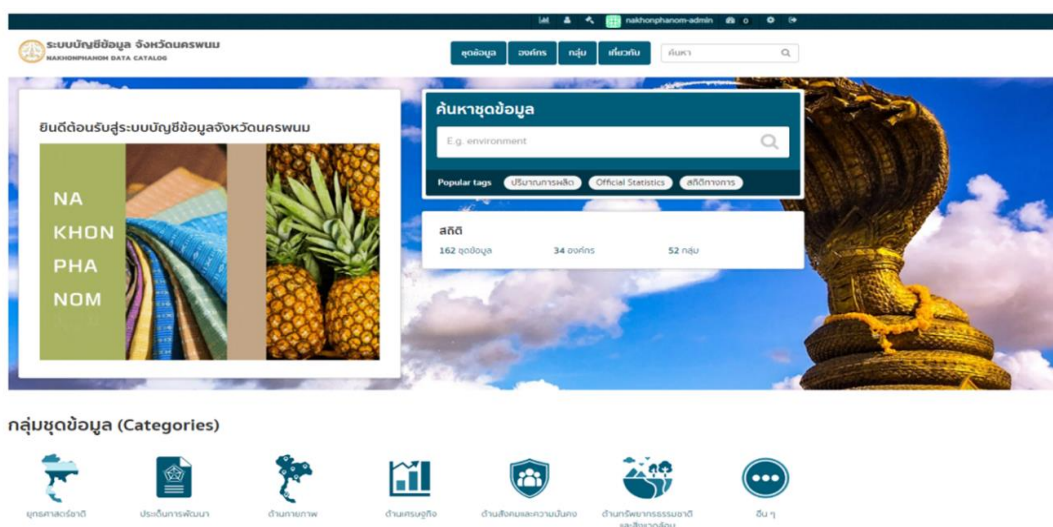 nakhonphanom-admin 0
ระบบบัญชีข้อมูล จังหวัดนครพนม
NAKHONPHANOM DATA CATALOG
ชุดข้อมูล องค์กร กลุ่ม เกี่ยวกับ ค้นหา
ยินดีต้อนรับสู่ระบบบัญชีข้อมูลจังหวัดนครพนม
NA
KHON
PHA
NOM
ค้นหาชุดข้อมูล
E.g. environment
Popular tags ปริมาณการผลิต Official Statistics สถิติทางการ
สถิติ
162 ชุดข้อมูล 34 องค์กร 52 กลุ่ม
กลุ่มชุดข้อมูล (Categories)
ยุทธศาสตร์ชาติ ประเด็นการพัฒนา ด้านกายภาพ ด้านเศรษฐกิจ ด้านสังคมและความมั่นคง ด้านทรัพยากรธรรมชาติ อื่น ๆ
และสิ่งแวดล้อม